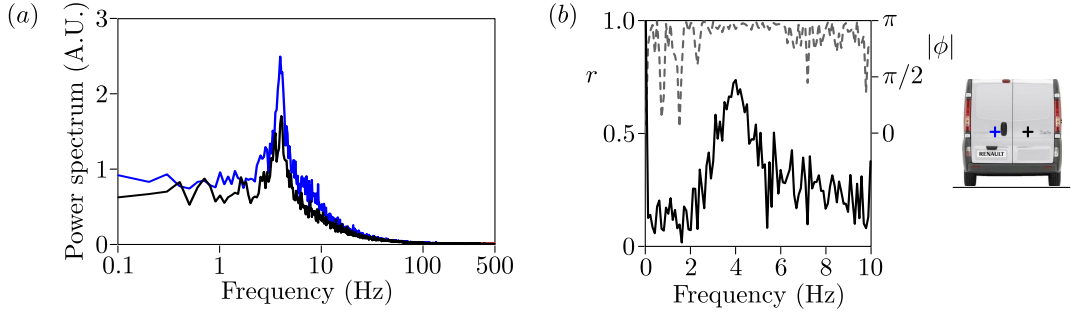 (a)
Power spectrum (A.U.)
3
2
1
0
0.1
1
10
100
500
Frequency (Hz)
(b)
r
1.0
0.5
0
π
π/2
0
|ϕ|
0
2
4
6
8
10
Frequency (Hz)
RENAULT